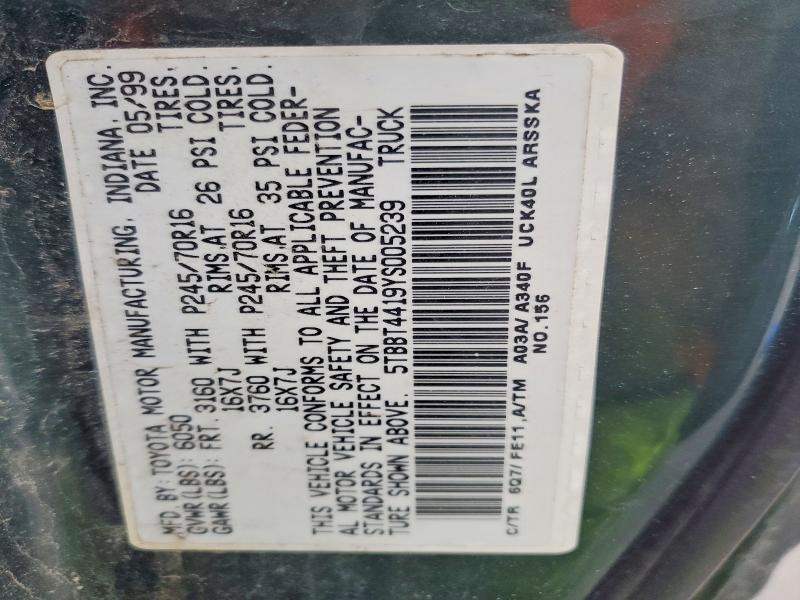 MFD. BY: TOYOTA MOTOR MANUFACTURING, INDIANA, INC.
GVWR(LBS): 6050 DATE 05/99
GAWR(LBS): FRT. 3160 WITH P245/70R16 TIRES,
16X7J RIMS,AT 26 PSI COLD.
RR. 3760 WITH P245/70R16 TIRES,
16X7J RIMS,AT 35 PSI COLD.
THIS VEHICLE CONFORMS TO ALL APPLICABLE FEDER-
AL MOTOR VEHICLE SAFETY AND THEFT PREVENTION
STANDARDS IN EFFECT ON THE DATE OF MANUFAC-
TURE SHOWN ABOVE. 5TBBT4419YS005239 TRUCK
C/TR 6Q7/ FE11,A/TM A03A/ A340F UCK40L ARSSKA
NO.156